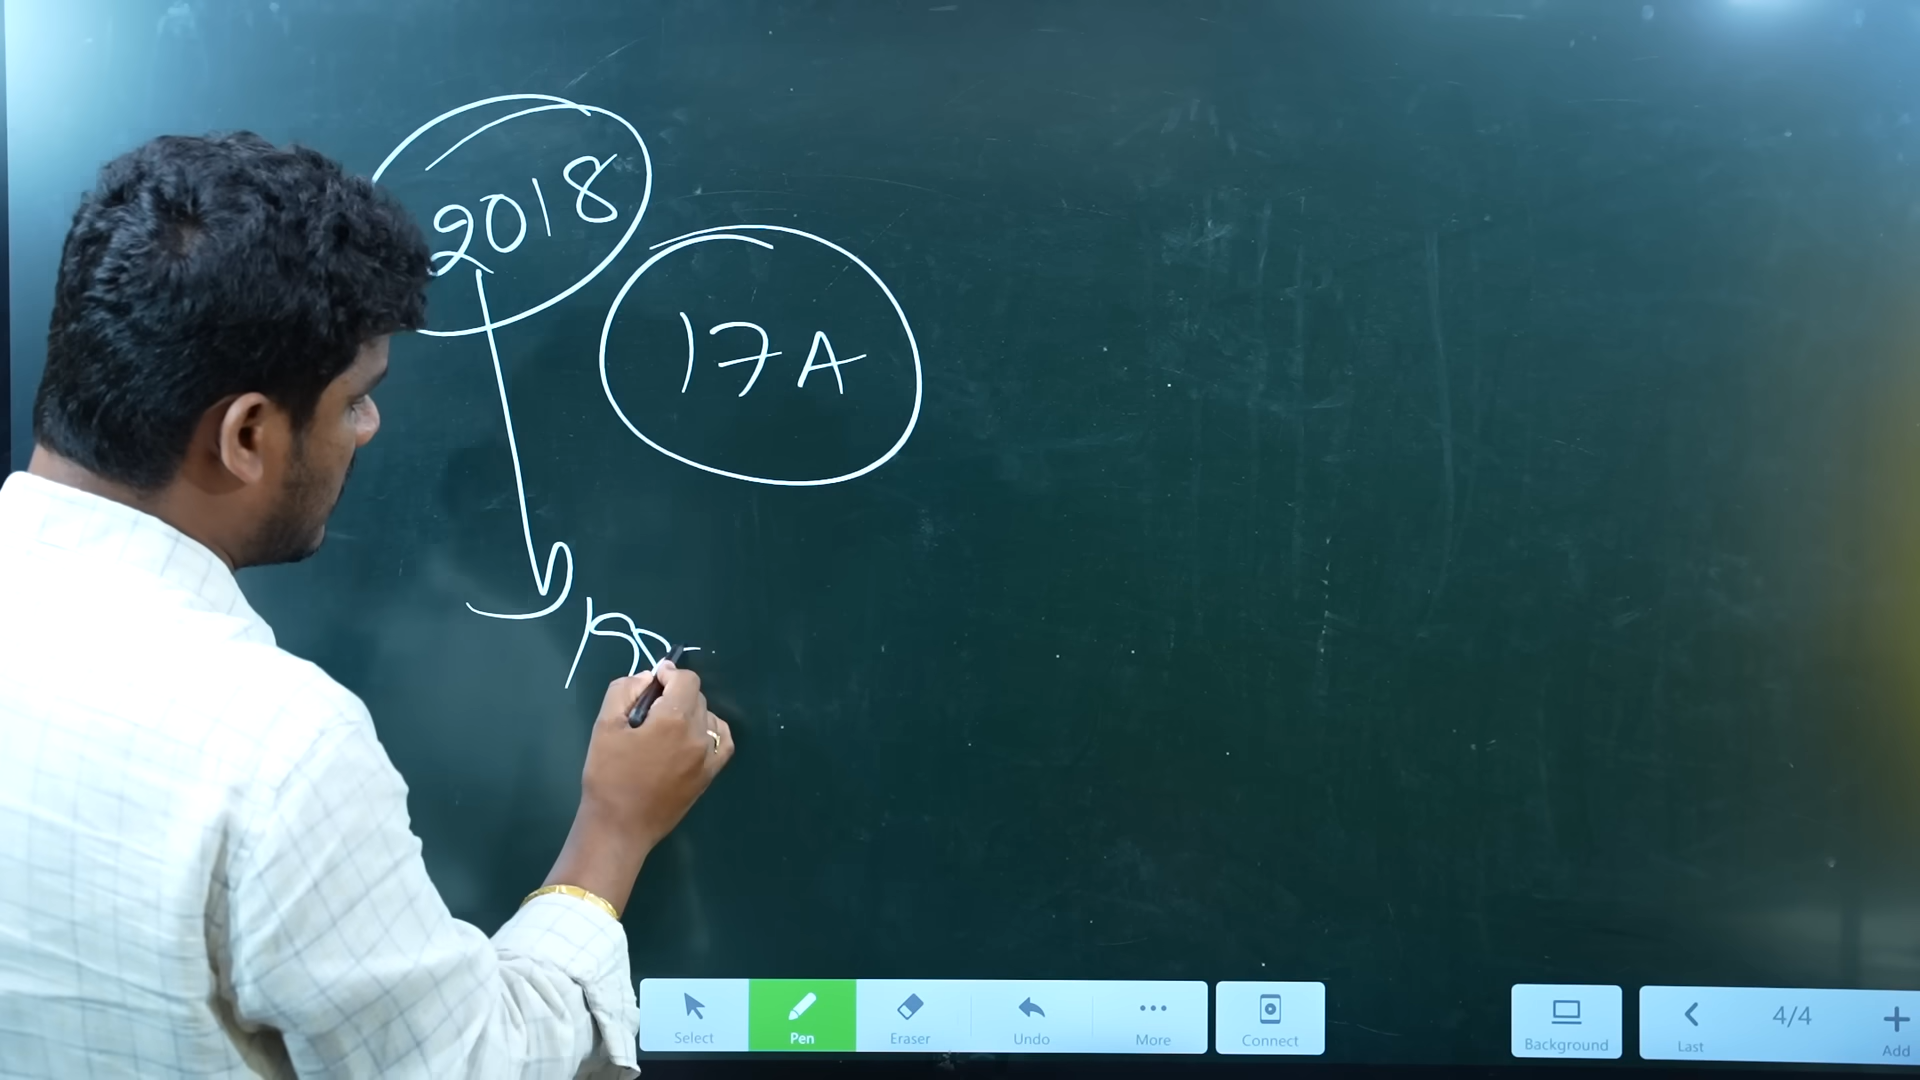 2018
17A
Select
Pen
Eraser
Undo
More
Connect
Background
Last
4/4
Add